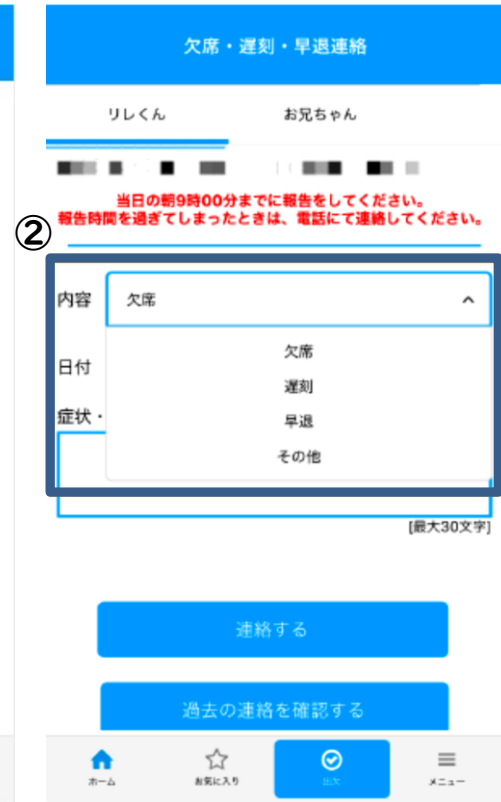 欠席・遅刻・早退連絡
リレくん
お兄ちゃん
当日の朝9時00分までに報告をしてください。
報告時間を過ぎてしまったときは、電話にて連絡してください。
②
内容
欠席
欠席
遅刻
早退
その他
日付
症状・
[最大30文字]
連絡する
過去の連絡を確認する
ホーム
お気に入り
出欠
メニュー